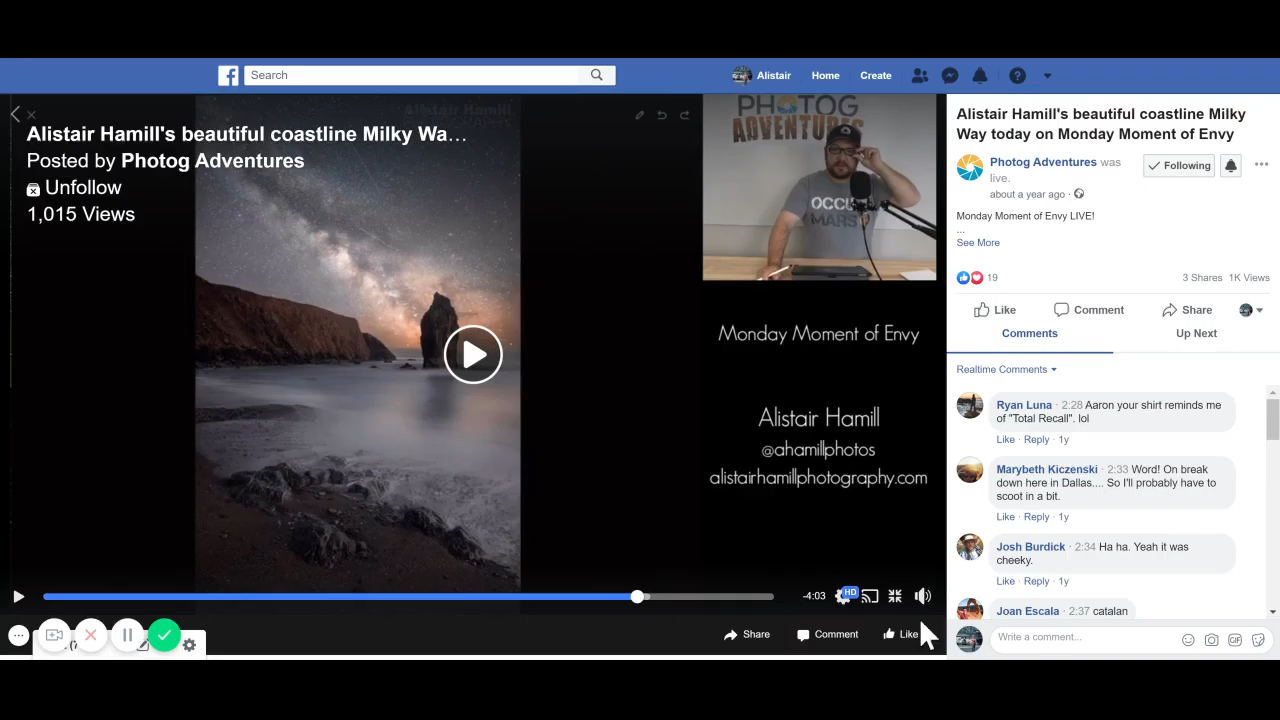 Search
Alistair
Home
Create
Alistair Hamill
Alistair Hamill's beautiful coastline Milky Wa...
Posted by Photog Adventures
Unfollow
1,015 Views
PHOTOG
ADVENTURES
OCCU
MARS
Monday Moment of Envy
Alistair Hamill
@ahamillphotos
alistairhamillphotography.com
-4:03
HD
Share
Comment
Like
Alistair Hamill's beautiful coastline Milky
Way today on Monday Moment of Envy
Photog Adventures was
live.
Following
about a year ago ·
Monday Moment of Envy LIVE!
...
See More
19
3 Shares 1K Views
Like
Comment
Share
Comments
Up Next
Realtime Comments
Ryan Luna · 2:28 Aaron your shirt reminds me
of "Total Recall". lol
Like · Reply · 1y
Marybeth Kiczenski · 2:33 Word! On break
down here in Dallas.... So I'll probably have to
scoot in a bit.
Like · Reply · 1y
Josh Burdick · 2:34 Ha ha. Yeah it was
cheeky.
Like · Reply · 1y
Joan Escala · 2:37 catalan
Write a comment...
GIF